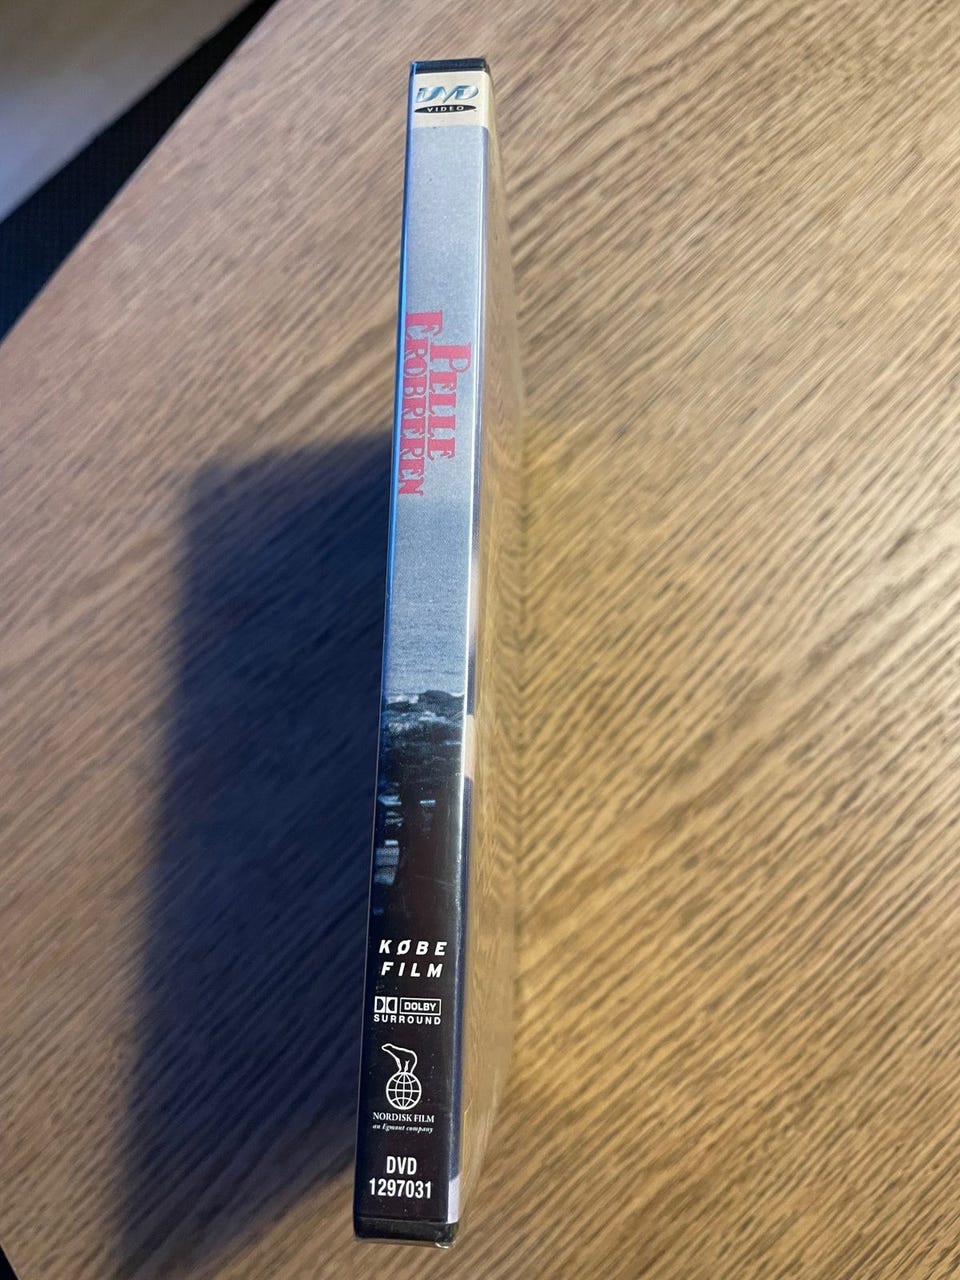 DVD
VIDEO
PELLE
EROBREREN
KØBE
FILM
DOLBY
SURROUND
NORDISK FILM
an Egmont company
DVD
1297031